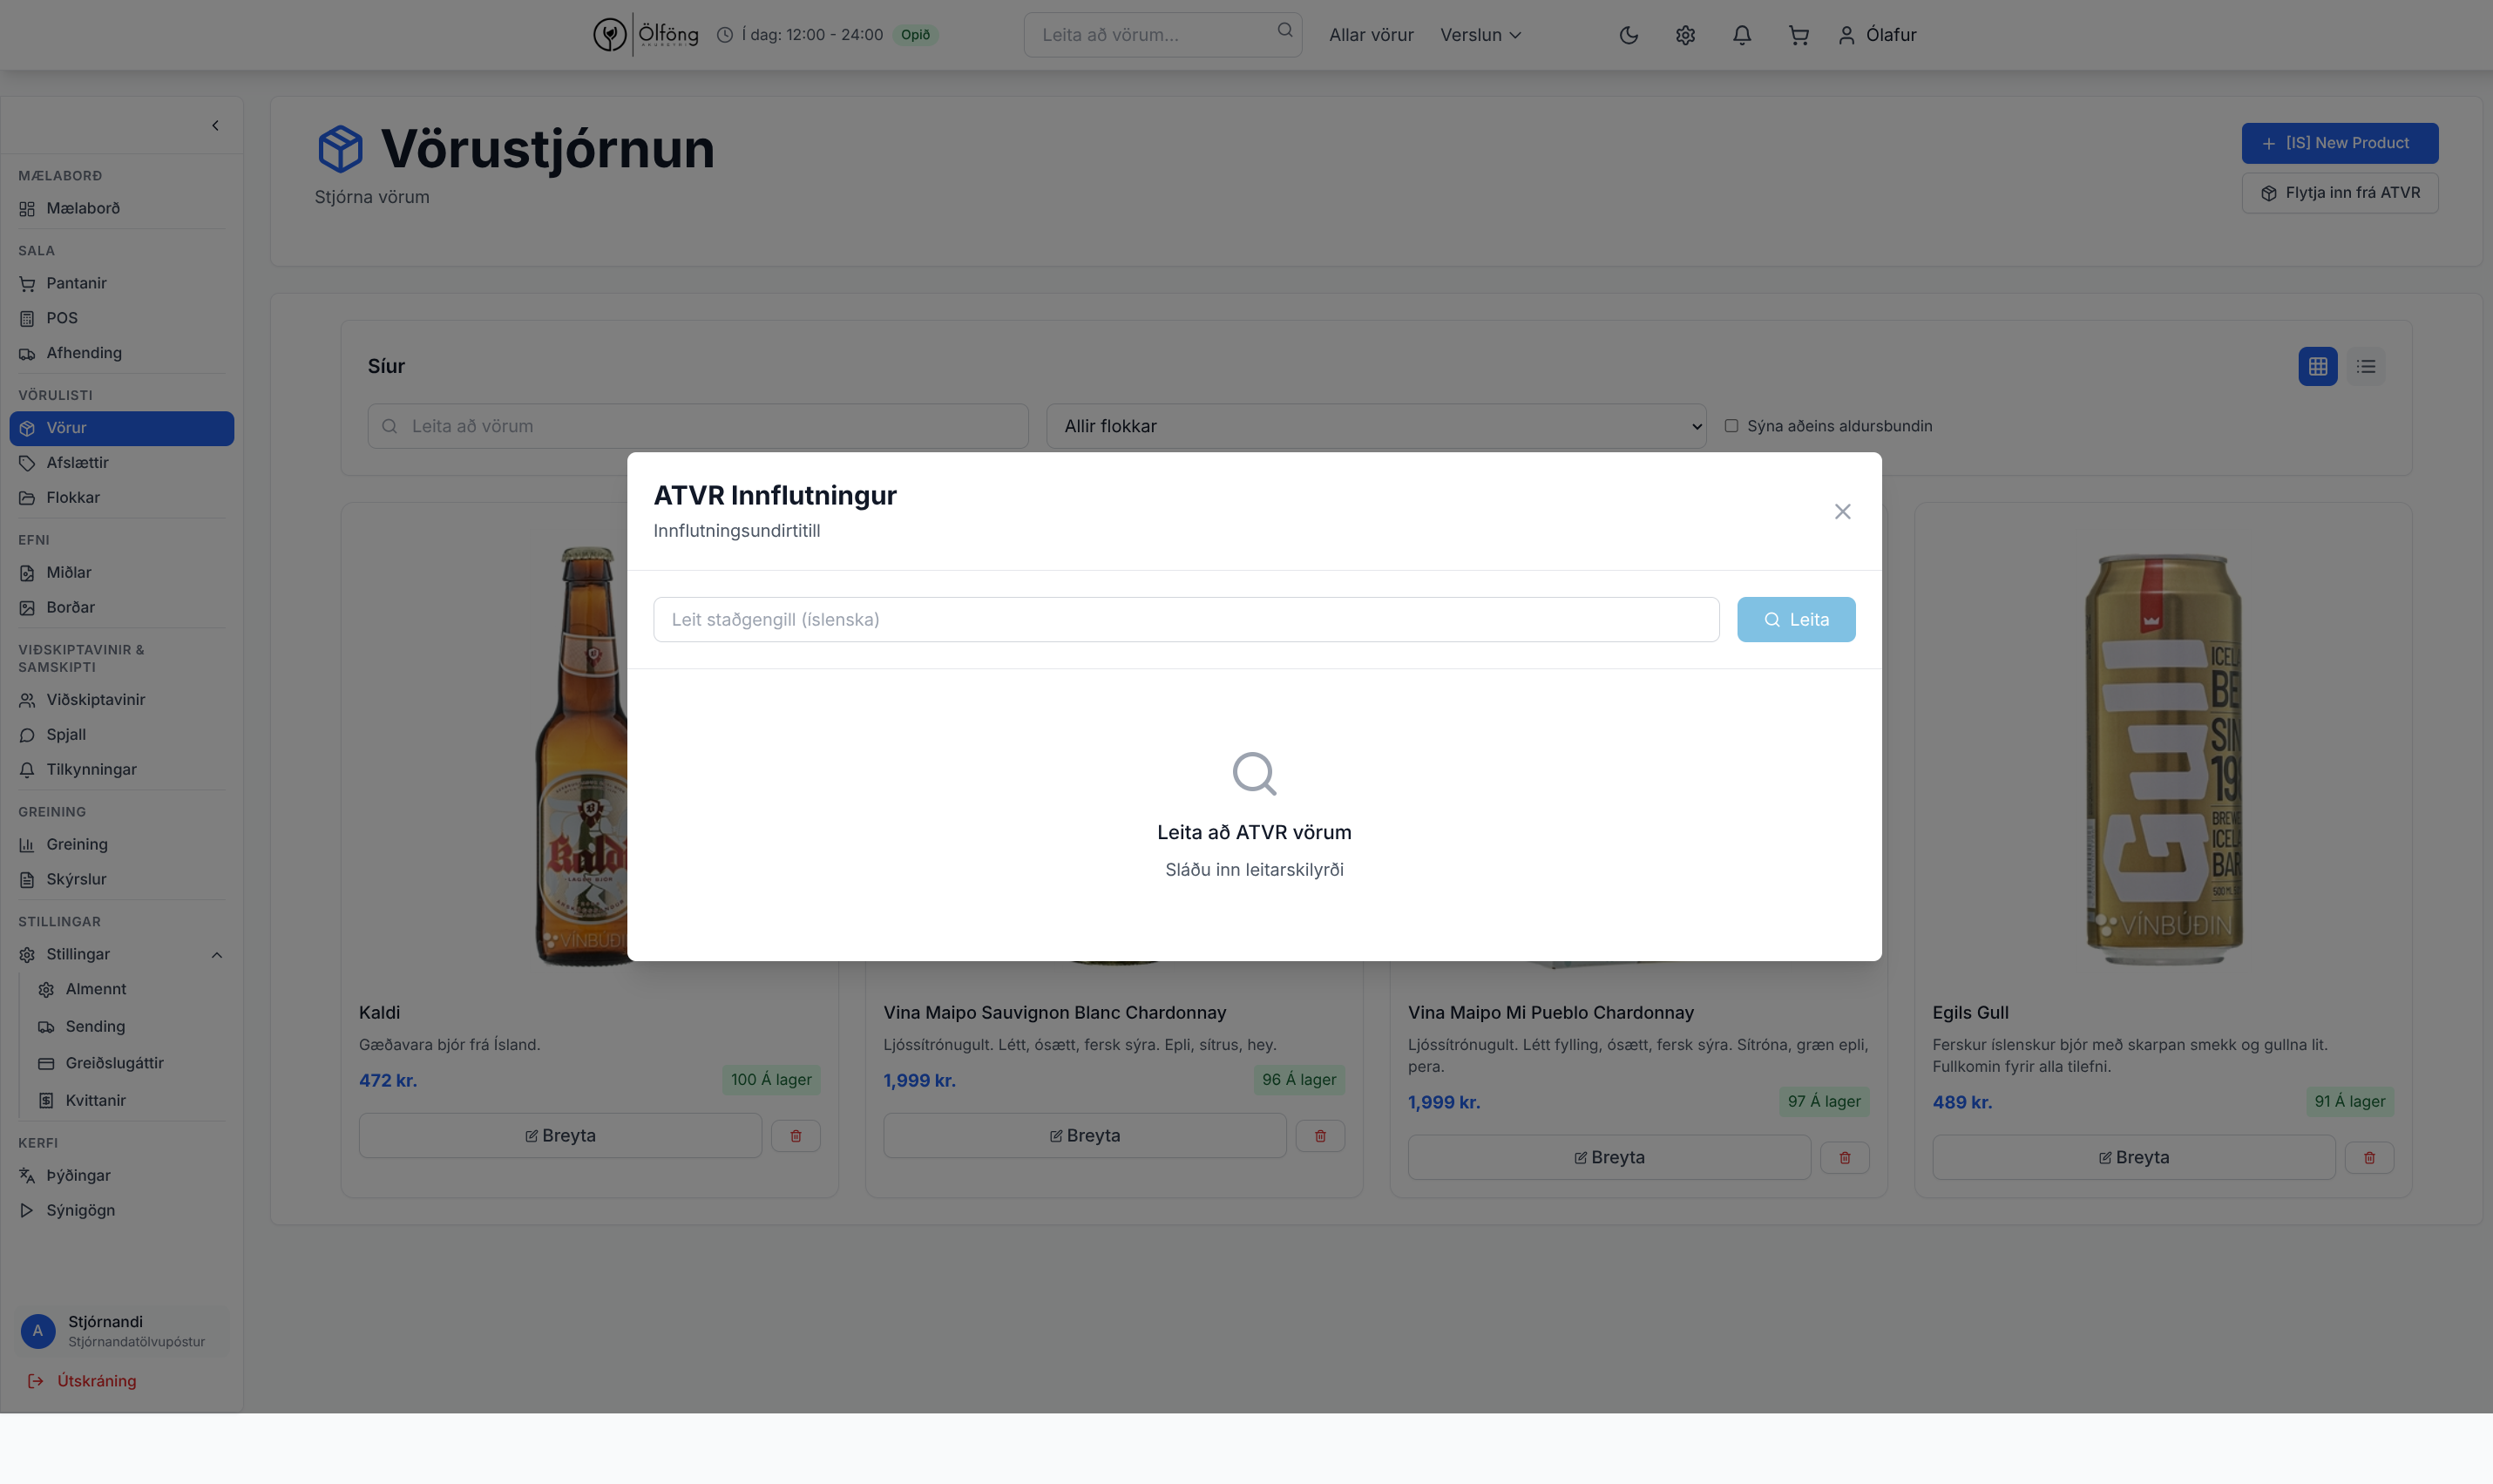 Ölföng
Í dag: 12:00 - 24:00
Opið
Leita að vörum...
Allar vörur
Verslun
Ólafur
MÆLABORÐ
Mælaborð
SALA
Pantanir
POS
Afhending
VÖRULISTI
Vörur
Afslættir
Flokkar
EFNI
Miðlar
Borðar
VIÐSKIPTAVINIR &
SAMSKIPTI
Viðskiptavinir
Spjall
Tilkynningar
GREINING
Greining
Skýrslur
STILLINGAR
Stillingar
Almennt
Sending
Greiðslugáttir
Kvittanir
KERFI
Þýðingar
Sýnigögn
A
Stjórnandi
Stjórnandatölvupóstur
Útskráning
Vörustjórnun
Stjórna vörum
[IS] New Product
Flytja inn frá ATVR
Síur
Leita að vörum
Allir flokkar
Sýna aðeins aldursbundin
ATVR Innflutningur
Innflutningsundirtitill
Leit staðgengill (íslenska)
Leita
Leita að ATVR vörum
Sláðu inn leitarskilyrði
GULL
VÍNBÚÐIN
Kaldi
Gæðavara bjór frá Ísland.
472 kr.
100 Á lager
Breyta
Vina Maipo Sauvignon Blanc Chardonnay
Ljóssítrónugult. Létt, ósætt, fersk sýra. Epli, sítrus, hey.
1,999 kr.
96 Á lager
Breyta
Vina Maipo Mi Pueblo Chardonnay
Ljóssítrónugult. Létt fylling, ósætt, fersk sýra. Sítróna, græn epli,
pera.
1,999 kr.
97 Á lager
Breyta
Egils Gull
Ferskur íslenskur bjór með skarpan smekk og gullna lit.
Fullkomin fyrir alla tilefni.
489 kr.
91 Á lager
Breyta